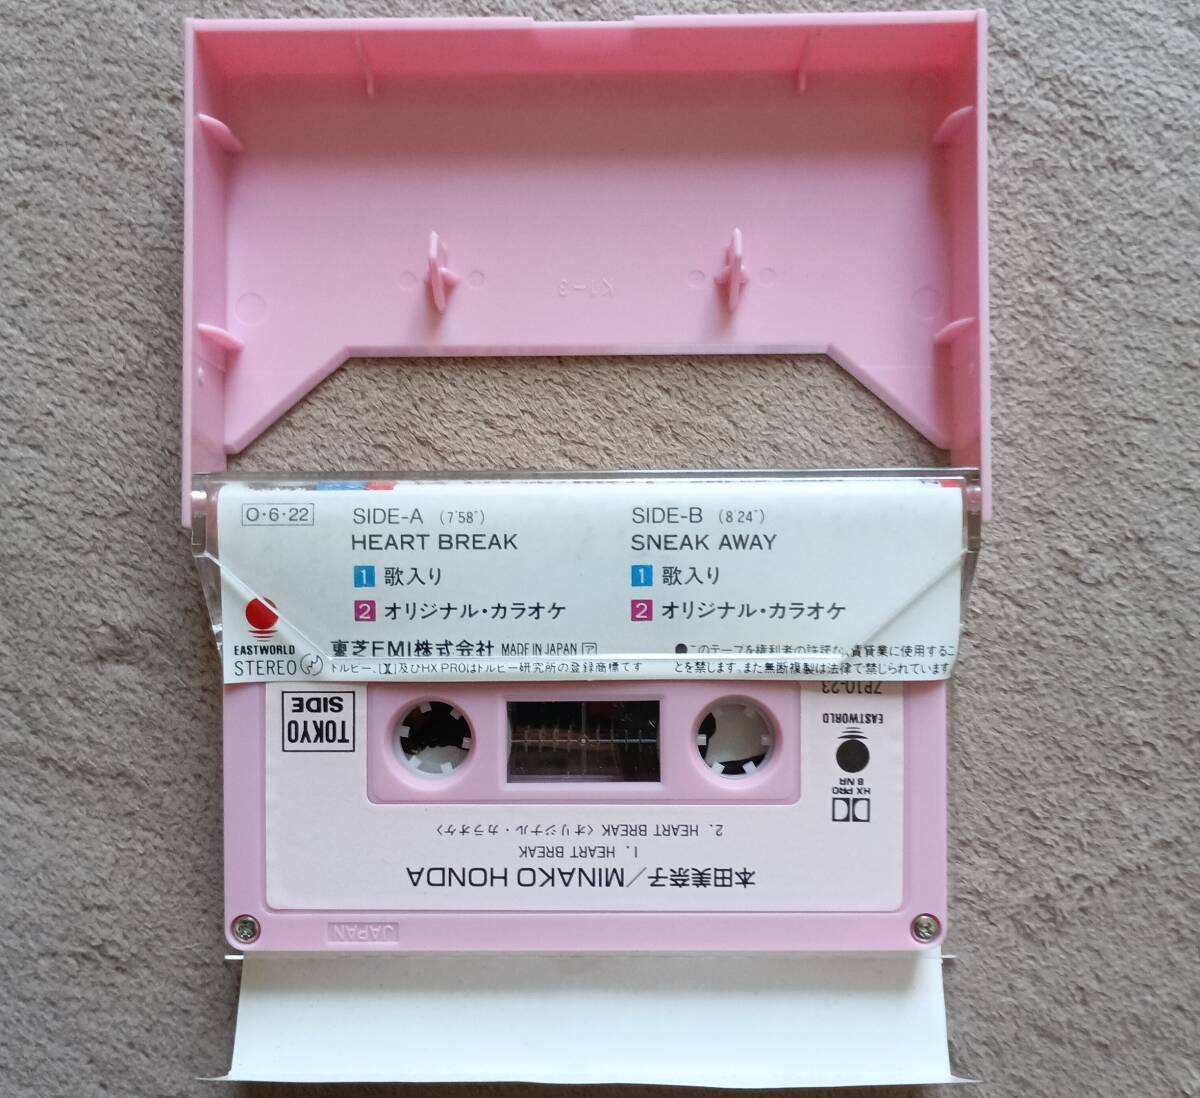 K1-3
O·6·22
SIDE-A (7'58")
HEART BREAK
1 歌入り
2 オリジナル・カラオケ
SIDE-B (8'24")
SNEAK AWAY
1 歌入り
2 オリジナル・カラオケ
EASTWORLD
STEREO
東芝EMI株式会社 MADE IN JAPAN ア
ドルビー、及びHX PROはドルビー研究所の登録商標です
●このテープを権利者の許諾なく賃貸業に使用するこ
とを禁じます。また無断複製は法律で禁じられています
本田美奈子/MINAKO HONDA
1. HEART BREAK
2. HEART BREAK〈オリジナル・カラオケ〉
TOKYO
SIDE
HX PRO
B NR
EASTWORLD
ZP10-23
JAPAN